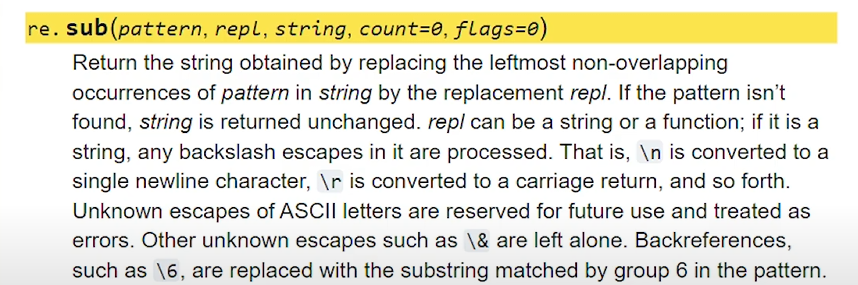 re. sub(pattern, repl, string, count=0, flags=0)
Return the string obtained by replacing the leftmost non-overlapping
occurrences of pattern in string by the replacement repl. If the pattern isn’t
found, string is returned unchanged. repl can be a string or a function; if it is a
string, any backslash escapes in it are processed. That is, \n is converted to a
single newline character, \r is converted to a carriage return, and so forth.
Unknown escapes of ASCII letters are reserved for future use and treated as
errors. Other unknown escapes such as \& are left alone. Backreferences,
such as \6, are replaced with the substring matched by group 6 in the pattern.